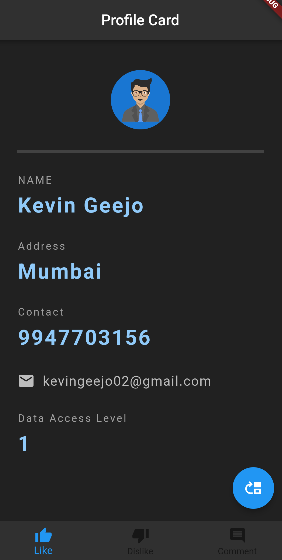 Profile Card
NAME
Kevin Geejo
Address
Mumbai
Contact
9947703156
kevingeejo02@gmail.com
Data Access Level
1
Like
Dislike
Comment